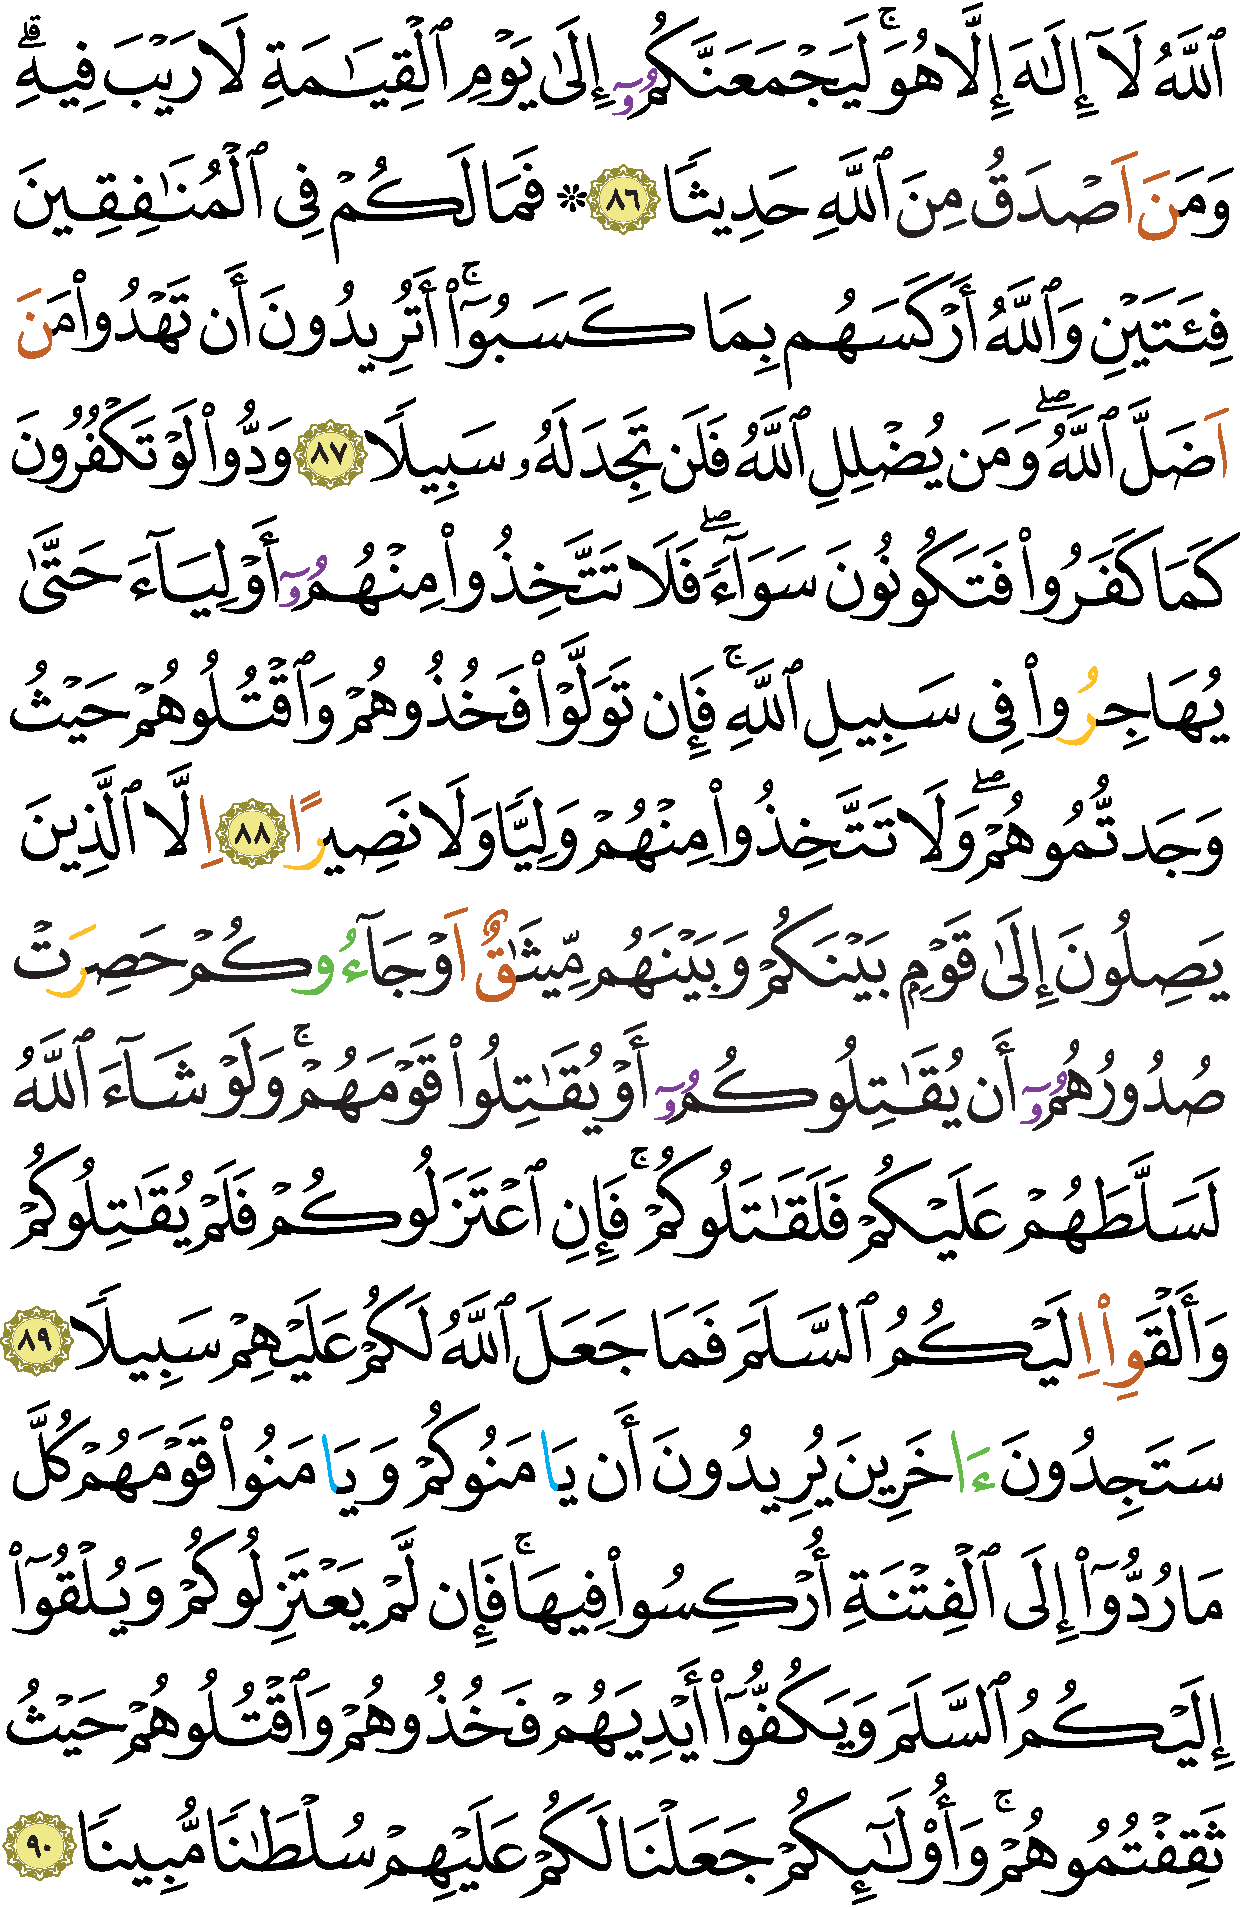 ٱللَّهُ لَآ إِلَٰهَ إِلَّا هُوَۚ لَيَجْمَعَنَّكُمُۥٓ إِلَىٰ يَوْمِ ٱلْقِيَٰمَةِ لَا رَيْبَ فِيهِۗ
وَمَنَ اَصْدَقُ مِنَ ٱللَّهِ حَدِيثًا ٨٦ ۞ فَمَا لَكُمْ فِى ٱلْمُنَٰفِقِينَ
فِئَتَيْنِ وَٱللَّهُ أَرْكَسَهُم بِمَا كَسَبُوٓا۟ۚ أَتُرِيدُونَ أَن تَهْدُوا۟ مَنَ
اَضَلَّ ٱللَّهُۖ وَمَن يُضْلِلِ ٱللَّهُ فَلَن تَجِدَ لَهُۥ سَبِيلًا ٨٧ وَدُّوا۟ لَوْ تَكْفُرُونَ
كَمَا كَفَرُوا۟ فَتَكُونُونَ سَوَآءًۖ فَلَا تَتَّخِذُوا۟ مِنْهُمُۥٓ أَوْلِيَآءَ حَتَّىٰ
يُهَاجِرُوا۟ فِى سَبِيلِ ٱللَّهِۚ فَإِن تَوَلَّوْا۟ فَخُذُوهُمْ وَٱقْتُلُوهُمْ حَيْثُ
وَجَدتُّمُوهُمْۖ وَلَا تَتَّخِذُوا۟ مِنْهُمْ وَلِيًّا وَلَا نَصِيرًا ٨٨ اِلَّا ٱلَّذِينَ
يَصِلُونَ إِلَىٰ قَوْمِۭ بَيْنَكُمْ وَبَيْنَهُم مِّيثَٰقٌ اَوْ جَآءُوكُمْ حَصِرَتْ
صُدُورُهُمُۥٓ أَن يُقَٰتِلُوكُمُۥٓ أَوْ يُقَٰتِلُوا۟ قَوْمَهُمْۚ وَلَوْ شَآءَ ٱللَّهُ
لَسَلَّطَهُمْ عَلَيْكُمْ فَلَقَٰتَلُوكُمْۚ فَإِنِ ٱعْتَزَلُوكُمْ فَلَمْ يُقَٰتِلُوكُمْ
وَأَلْقَوِا۟ اِلَيْكُمُ ٱلسَّلَمَ فَمَا جَعَلَ ٱللَّهُ لَكُمْ عَلَيْهِمْ سَبِيلًا ٨٩
سَتَجِدُونَ ءَاخَرِينَ يُرِيدُونَ أَن يَامَنُوكُمْ وَيَامَنُوا۟ قَوْمَهُمْ كُلَّ
مَا رُدُّوٓا۟ إِلَى ٱلْفِتْنَةِ أُرْكِسُوا۟ فِيهَاۚ فَإِن لَّمْ يَعْتَزِلُوكُمْ وَيُلْقُوٓا۟
إِلَيْكُمُ ٱلسَّلَمَ وَيَكُفُّوٓا۟ أَيْدِيَهُمْ فَخُذُوهُمْ وَٱقْتُلُوهُمْ حَيْثُ
ثَقِفْتُمُوهُمْۚ وَأُو۟لَٰٓئِكُمْ جَعَلْنَا لَكُمْ عَلَيْهِمْ سُلْطَٰنًا مُّبِينًا ٩٠